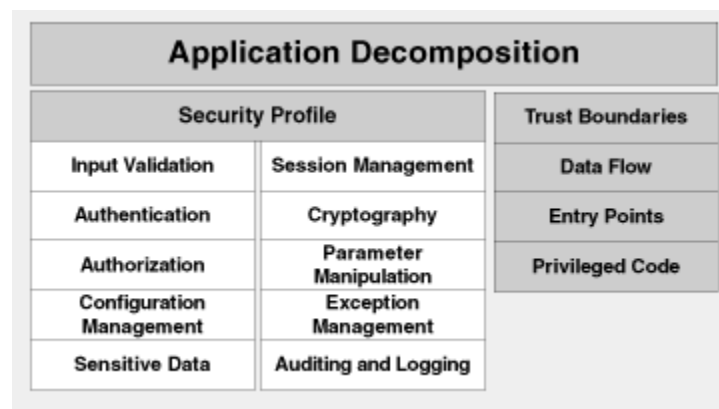 Application Decomposition
Security Profile
Trust Boundaries
Input Validation
Session Management
Data Flow
Authentication
Cryptography
Entry Points
Authorization
Parameter
Manipulation
Privileged Code
Configuration
Management
Exception
Management
Sensitive Data
Auditing and Logging